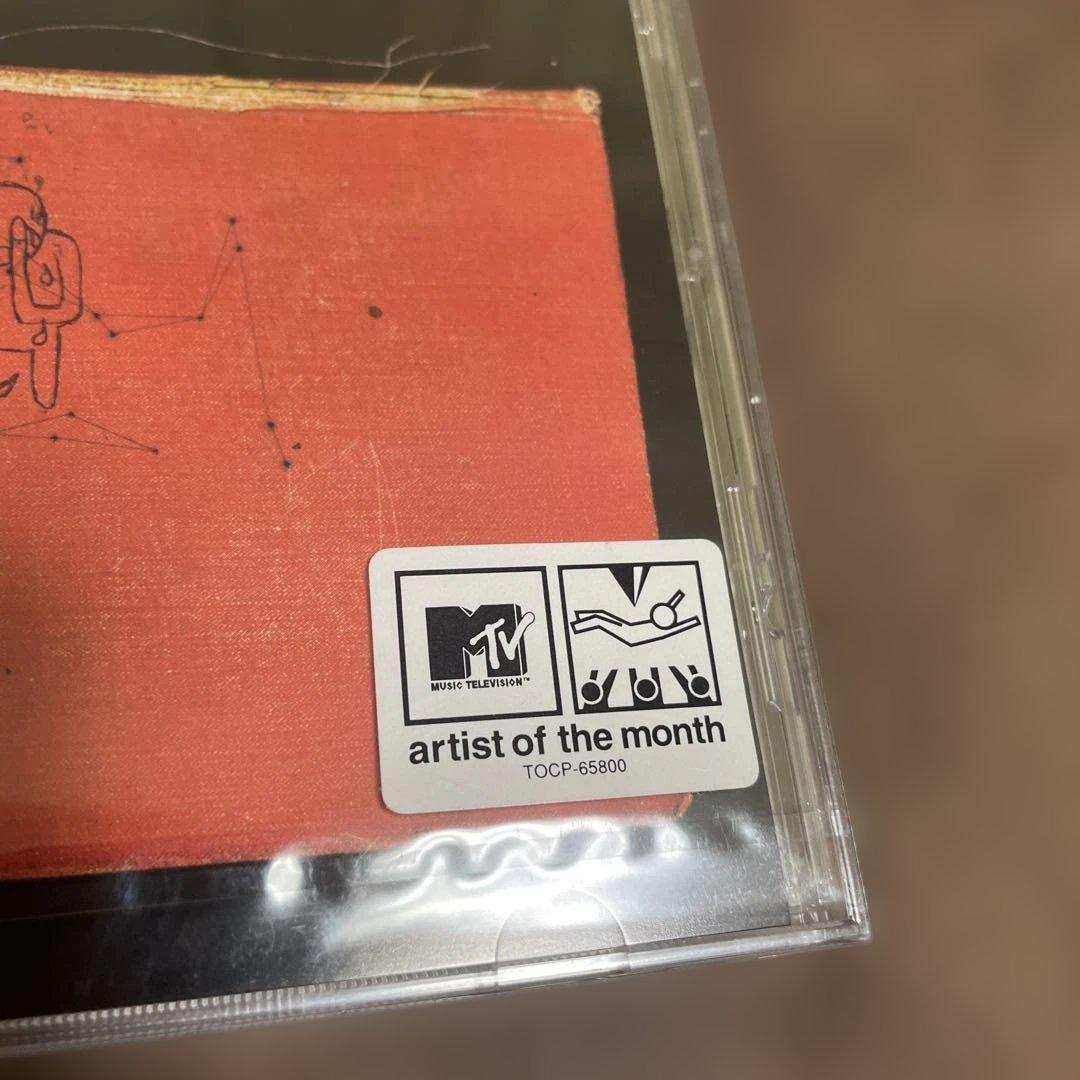 MTV
MUSIC TELEVISION™
artist of the month
TOCP-65800